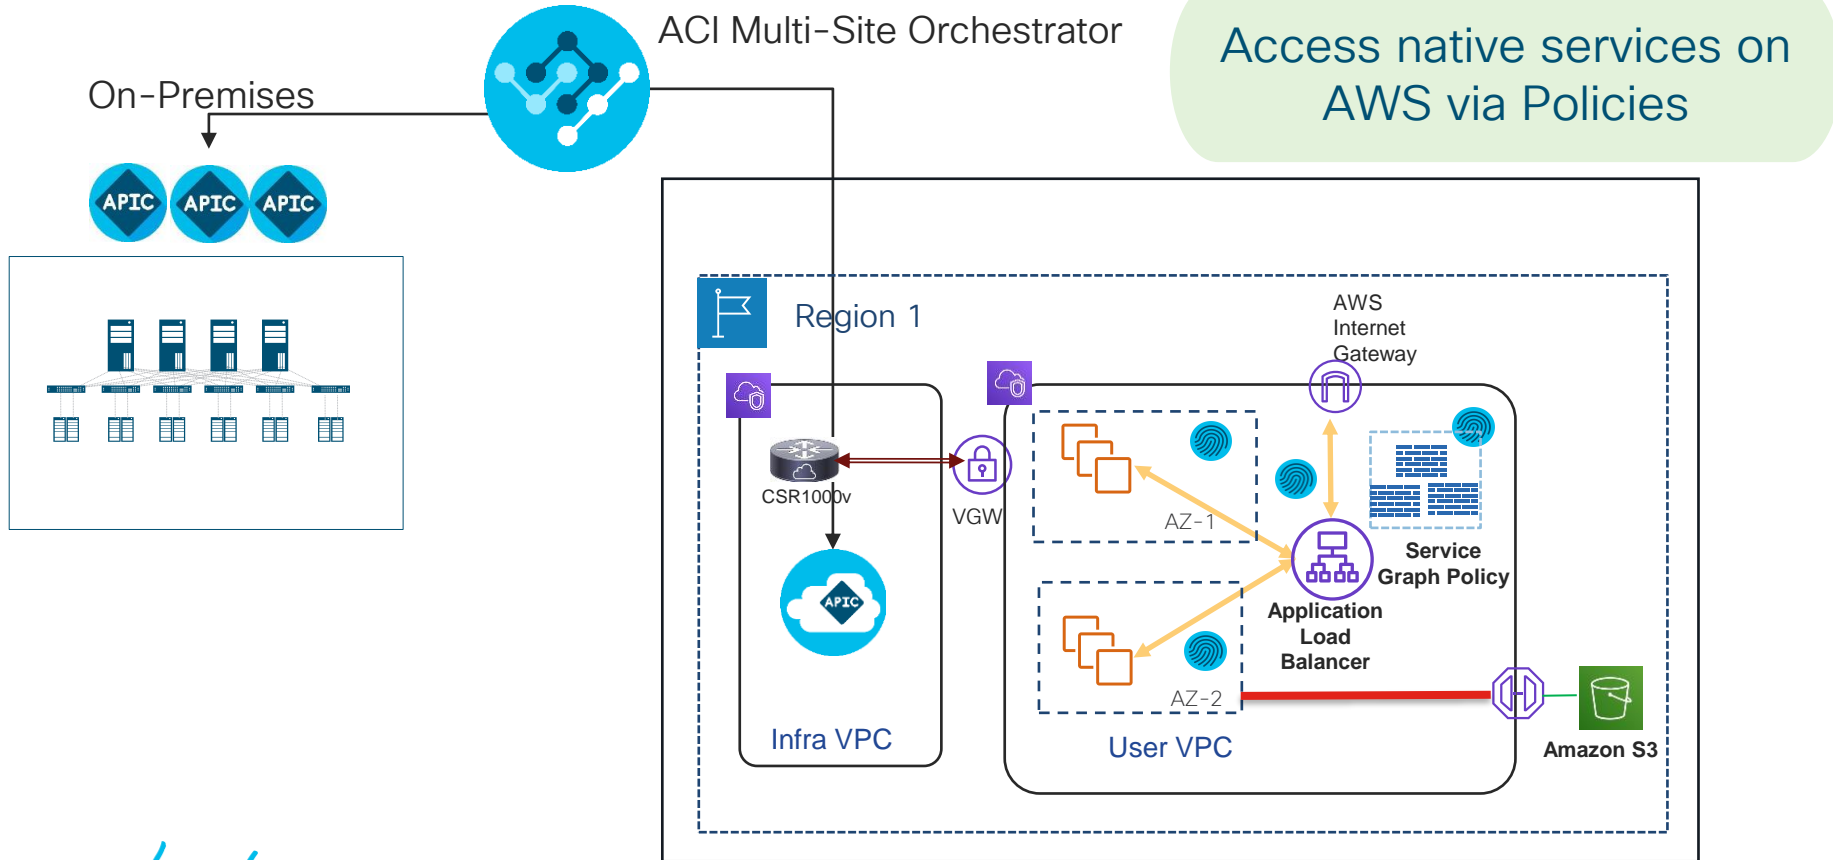 ACI Multi-Site Orchestrator
Access native services on
AWS via Policies
On-Premises
APIC
APIC
APIC
Region 1
AWS
Internet
Gateway
CSR1000v
VGW
AZ-1
Service
Graph Policy
APIC
Application
Load
Balancer
AZ-2
Infra VPC
User VPC
Amazon S3